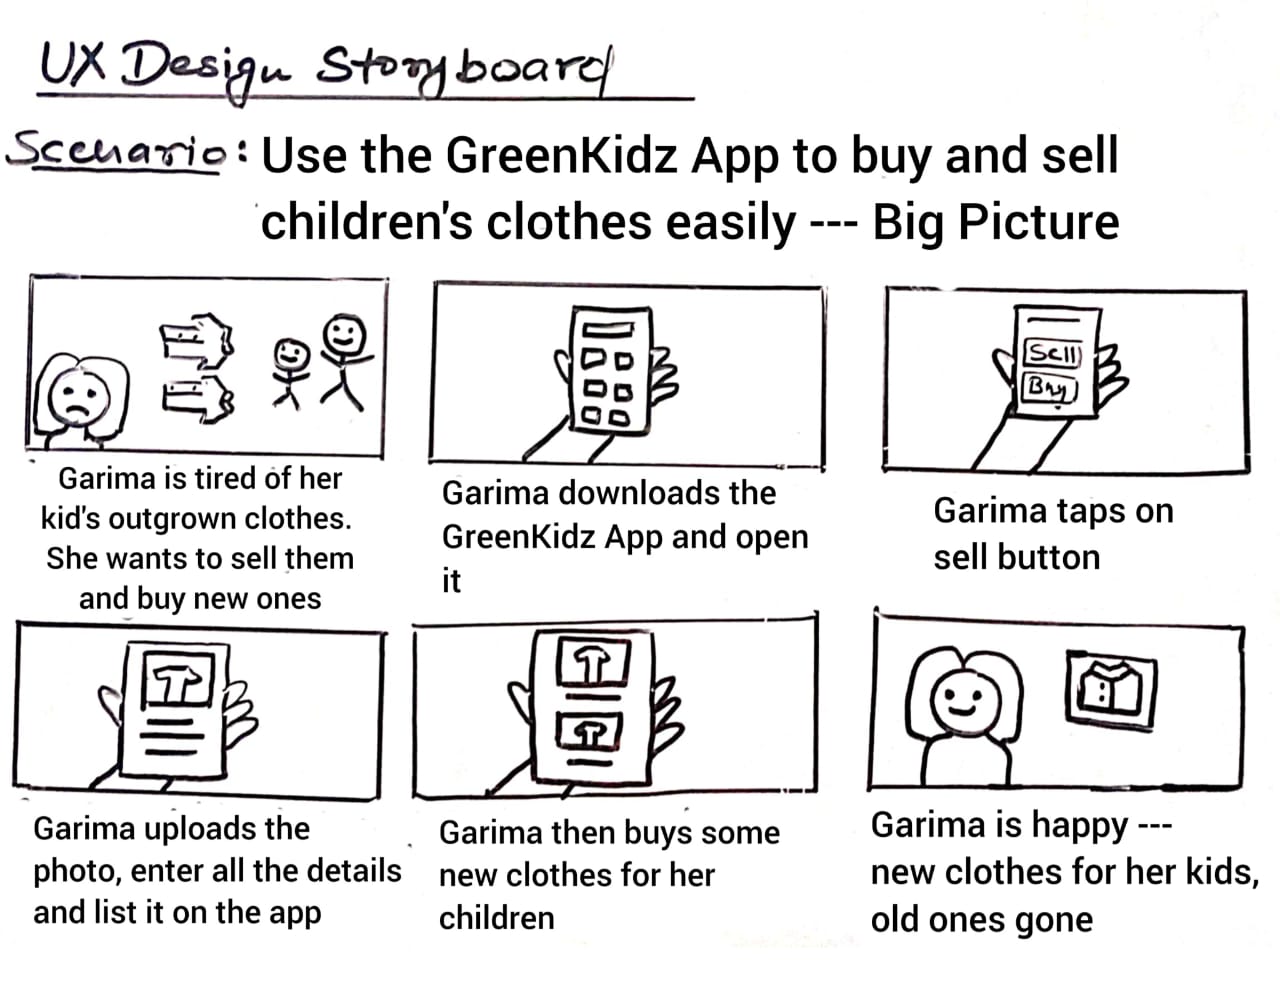 UX Design Storyboard
Scenario: Use the GreenKidz App to buy and sell
children's clothes easily --- Big Picture
Garima is tired of her
kid's outgrown clothes.
She wants to sell them
and buy new ones
Garima downloads the
GreenKidz App and open
it
Sell
Buy
Garima taps on
sell button
Garima uploads the
photo, enter all the details
and list it on the app
Garima then buys some
new clothes for her
children
Garima is happy ---
new clothes for her kids,
old ones gone